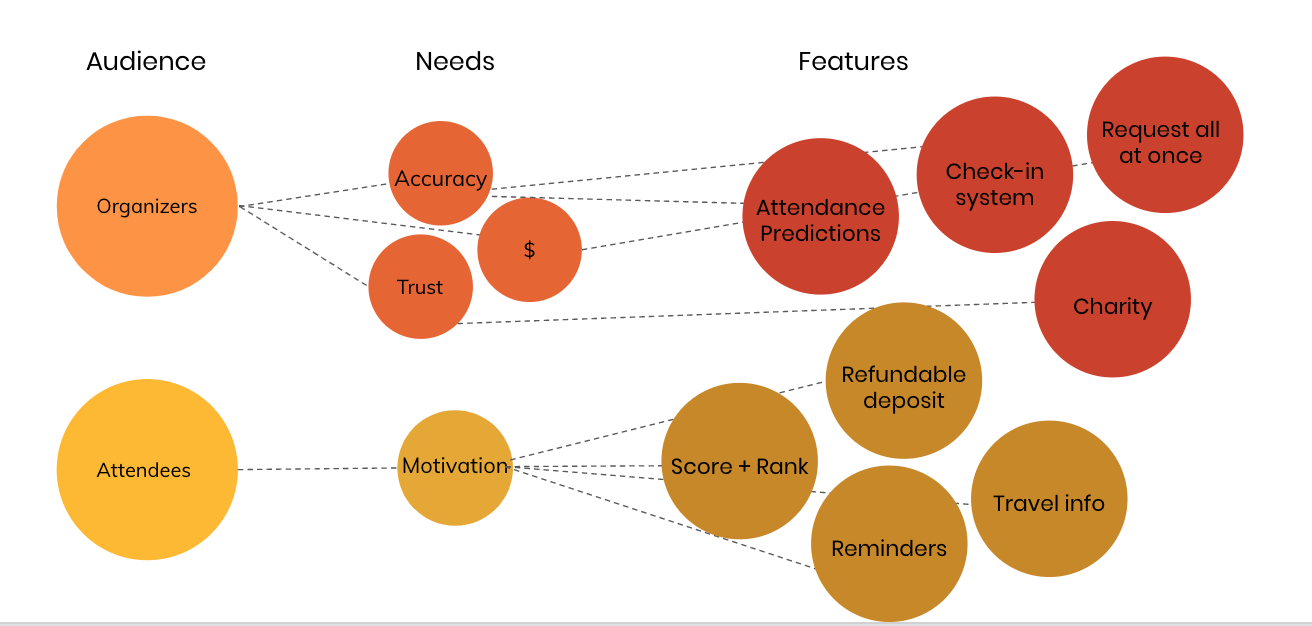 Audience
Needs
Features
Organizers
Accuracy
$
Trust
Attendance
Predictions
Check-in
system
Request all
at once
Charity
Attendees
Motivation
Score + Rank
Refundable
deposit
Reminders
Travel info